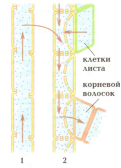 клетки
листа
корневой
волосок
1 2